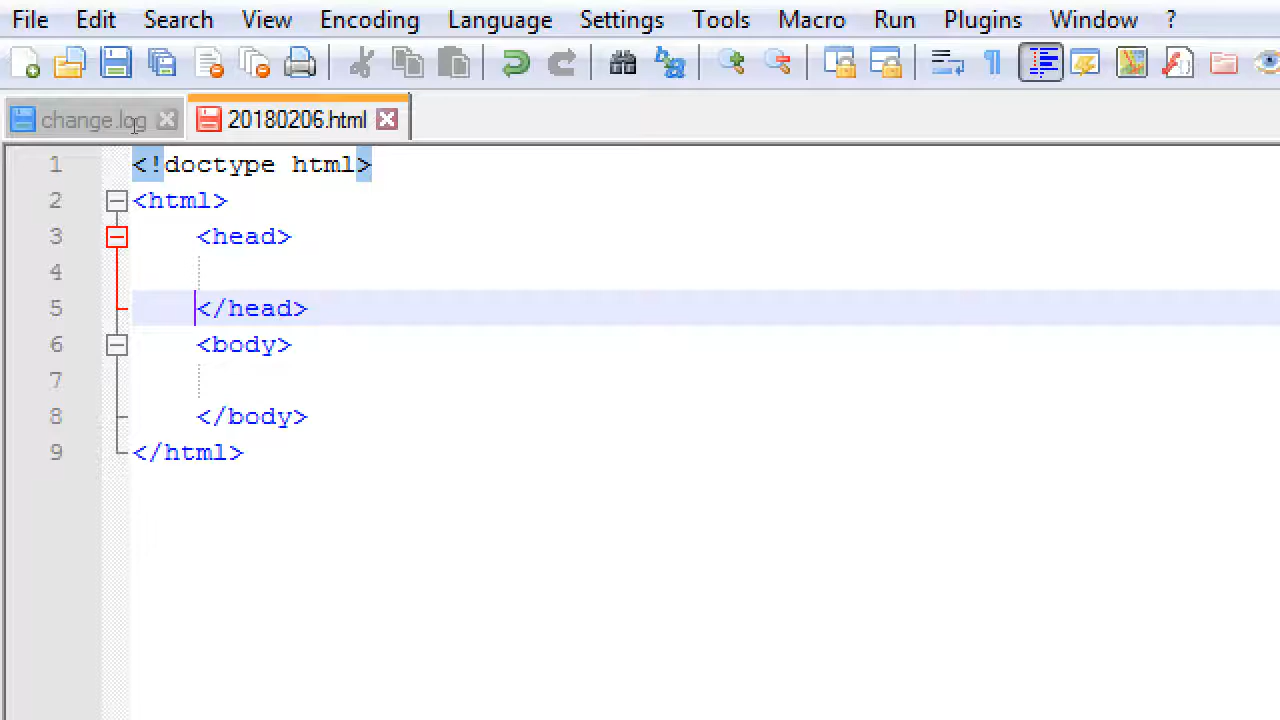 File Edit Search View Encoding Language Settings Tools Macro Run Plugins Window ?
change.log 20180206.html
1 <!doctype html>
2 <html>
3 <head>
4
5 </head>
6 <body>
7
8 </body>
9 </html>